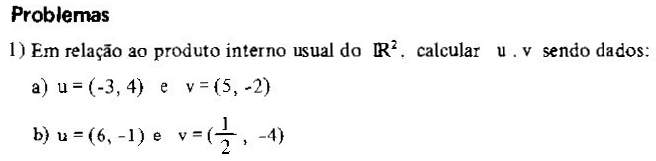 Problemas
1) Em relação ao produto interno usual do IR², calcular u . v sendo dados:
a) u = (-3, 4) e v = (5, -2)
b) u = (6, -1) e v = (1/2, -4)